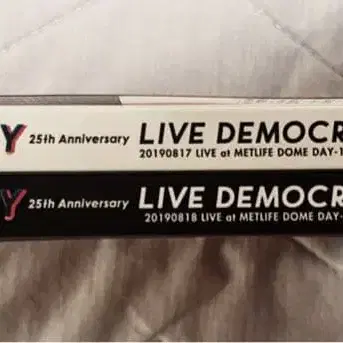 Y 25th Anniversary LIVE DEMOCR
20190817 LIVE at METLIFE DOME DAY-1
Y 25th Anniversary LIVE DEMOCR
20190818 LIVE at METLIFE DOME DAY-